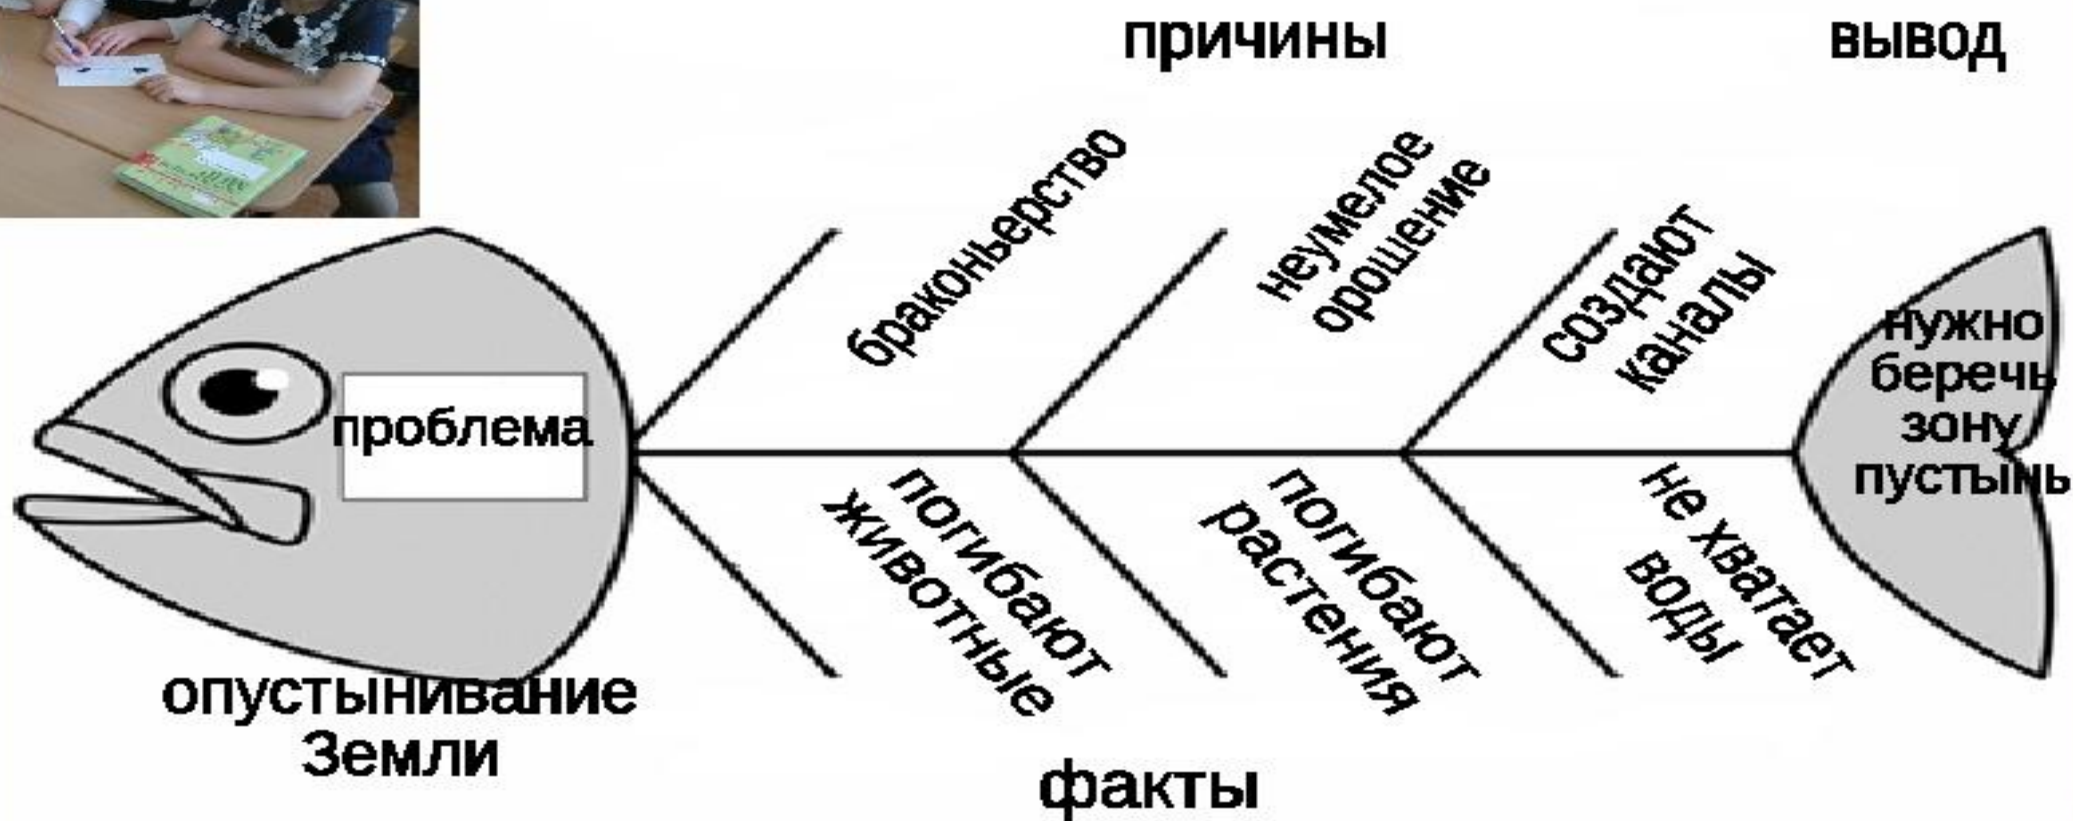 причины
вывод
браконьерство
неумелое
орошение
создают
каналы
нужно
беречь
зону
пустынь
проблема
погибают
животные
погибают
растения
не хватает
воды
опустынивание
Земли
факты